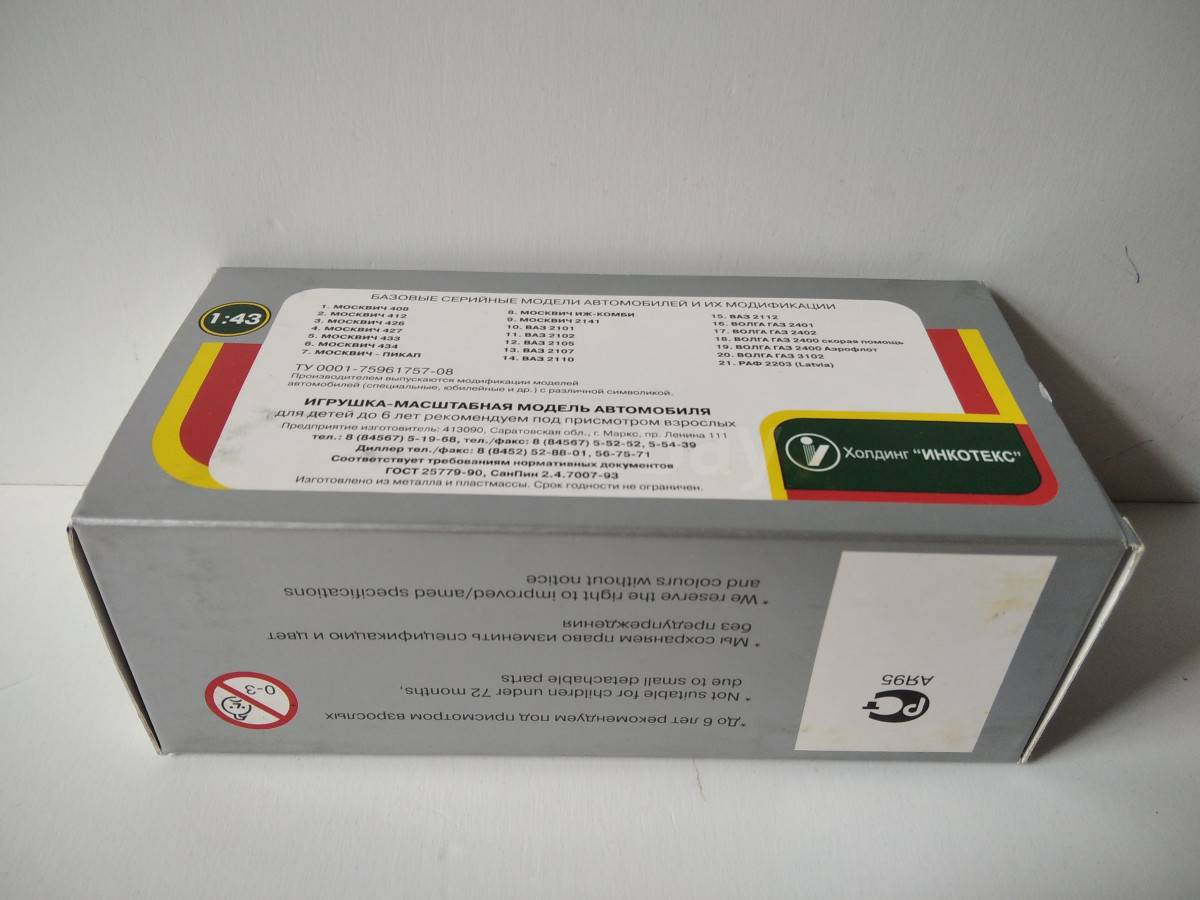 1:43
БАЗОВЫЕ СЕРИЙНЫЕ МОДЕЛИ АВТОМОБИЛЕЙ И ИХ МОДИФИКАЦИИ
1. МОСКВИЧ 408
2. МОСКВИЧ 412
3. МОСКВИЧ 426
4. МОСКВИЧ 427
5. МОСКВИЧ 433
6. МОСКВИЧ 434
7. МОСКВИЧ - ПИКАП
8. МОСКВИЧ ИЖ-КОМБИ
9. МОСКВИЧ 2141
10. ВАЗ 2101
11. ВАЗ 2102
12. ВАЗ 2105
13. ВАЗ 2107
14. ВАЗ 2110
15. ВАЗ 2112
16. ВОЛГА ГАЗ 2401
17. ВОЛГА ГАЗ 2402
18. ВОЛГА ГАЗ 2400 скорая помощь
19. ВОЛГА ГАЗ 2400 Аэрофлот
20. ВОЛГА ГАЗ 3102
21. РАФ 2203 (Latvia)
ТУ 0001-75961757-08
Производителем выпускаются модификации моделей
автомобилей (специальные, юбилейные и др.) с различной символикой.
ИГРУШКА-МАСШТАБНАЯ МОДЕЛЬ АВТОМОБИЛЯ
для детей до 6 лет рекомендуем под присмотром взрослых
Предприятие изготовитель: 413090, Саратовская обл., г. Маркс, пр. Ленина 111
тел.: 8 (84567) 5-19-68, тел./факс: 8 (84567) 5-52-52, 5-54-39
Диллер тел./факс: 8 (8452) 52-88-01, 56-75-71
Соответствует требованиям нормативных документов
ГОСТ 25779-90, СанПин 2.4.7007-93
Изготовлено из металла и пластмассы. Срок годности не ограничен.
Холдинг "ИНКОТЕКС"
*До 6 лет рекомендуем под присмотром взрослых
* Not suitable for children under 72 months,
due to small detachable parts
* Мы сохраняем право изменить спецификацию и цвет
без предупреждения
* We reserve the right to improved/amed specifications
and colours without notice
0-3
РСТ
АЯ95